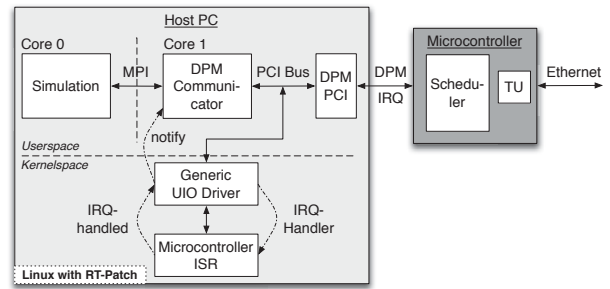 Host PC
Core 0
Core 1
Microcontroller
Simulation
MPI
DPM
Communi-
cator
PCI Bus
DPM
PCI
DPM
IRQ
Schedu-
ler
TU
Ethernet
notify
Userspace
Kernelspace
Generic
UIO Driver
IRQ-
handled
IRQ-
Handler
Microcontroller
ISR
Linux with RT-Patch